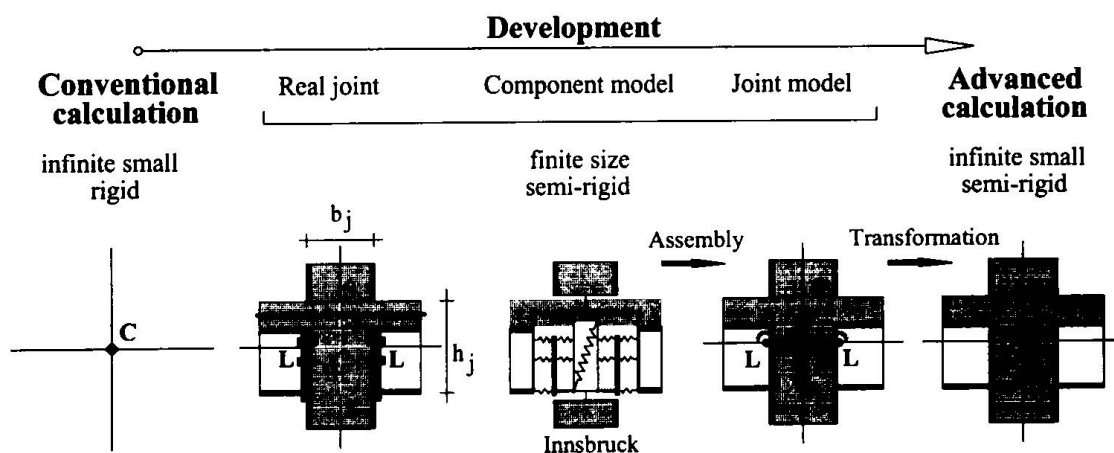 Development
Conventional
calculation
Real joint
Component model
Joint model
Advanced
calculation
infinite small
rigid
finite size
semi-rigid
infinite small
semi-rigid
b j
Assembly
Transformation
C
L
L
h j
L
L
Innsbruck